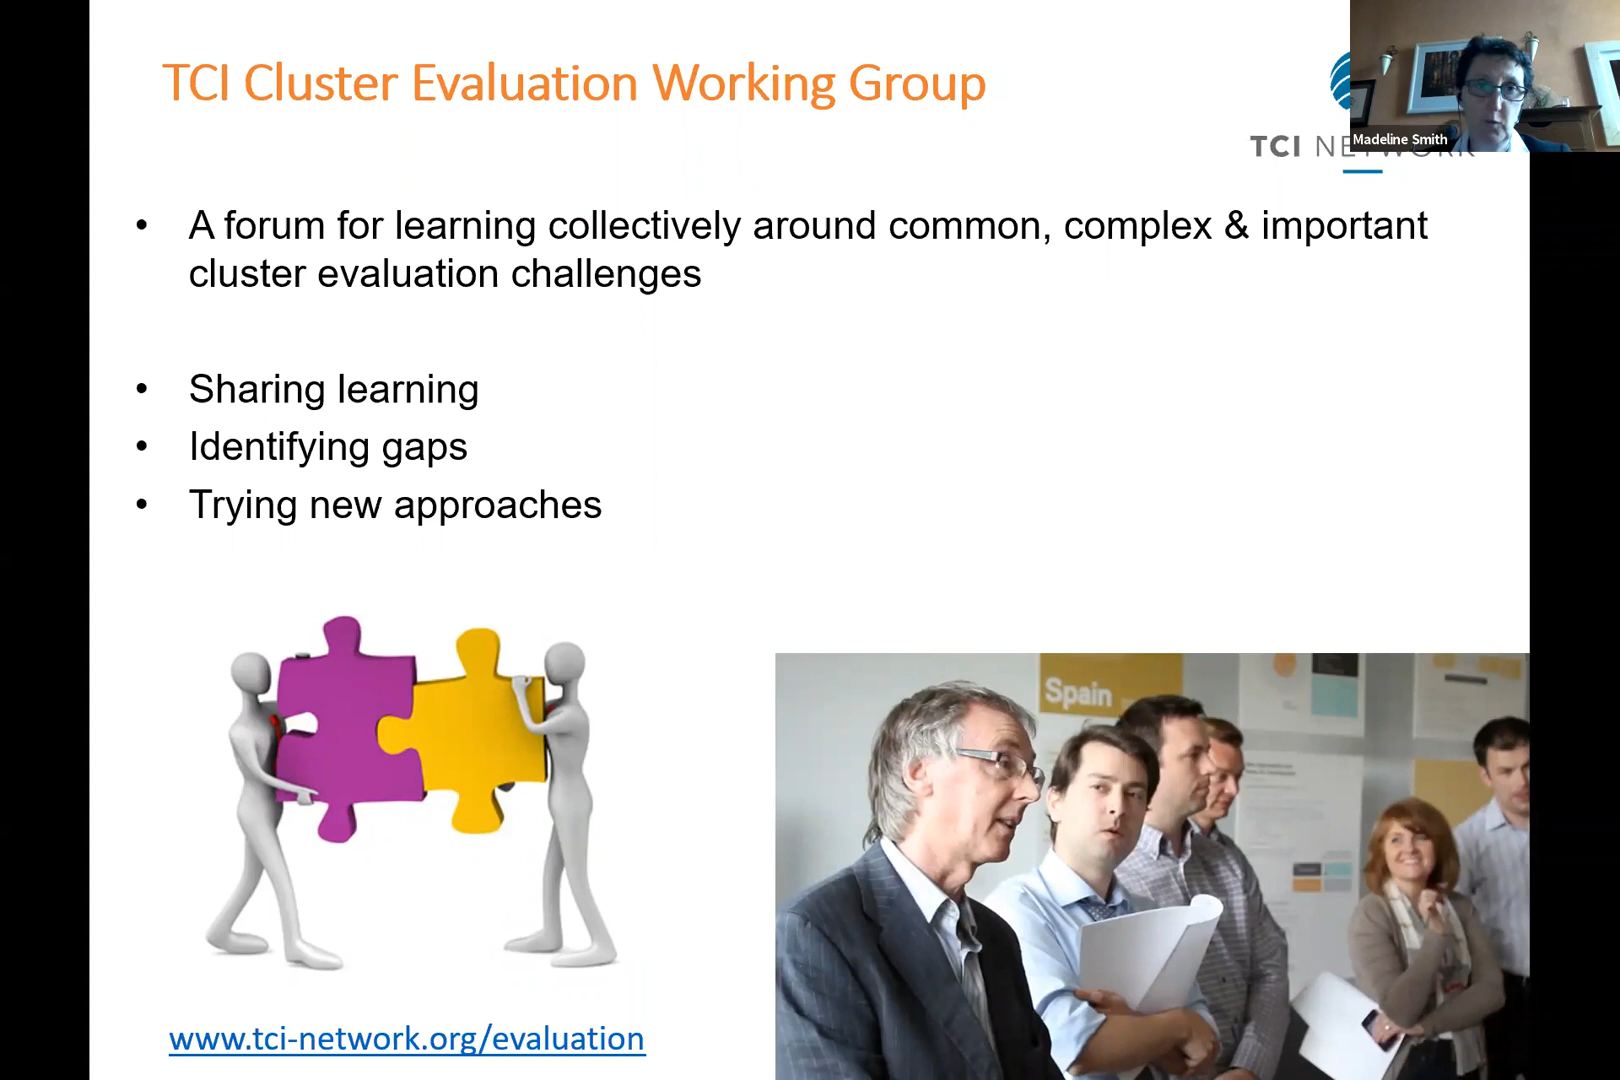 TCI Cluster Evaluation Working Group
Madeline Smith
TCI NETWORK
• A forum for learning collectively around common, complex & important
cluster evaluation challenges
• Sharing learning
• Identifying gaps
• Trying new approaches
Spain
www.tci-network.org/evaluation